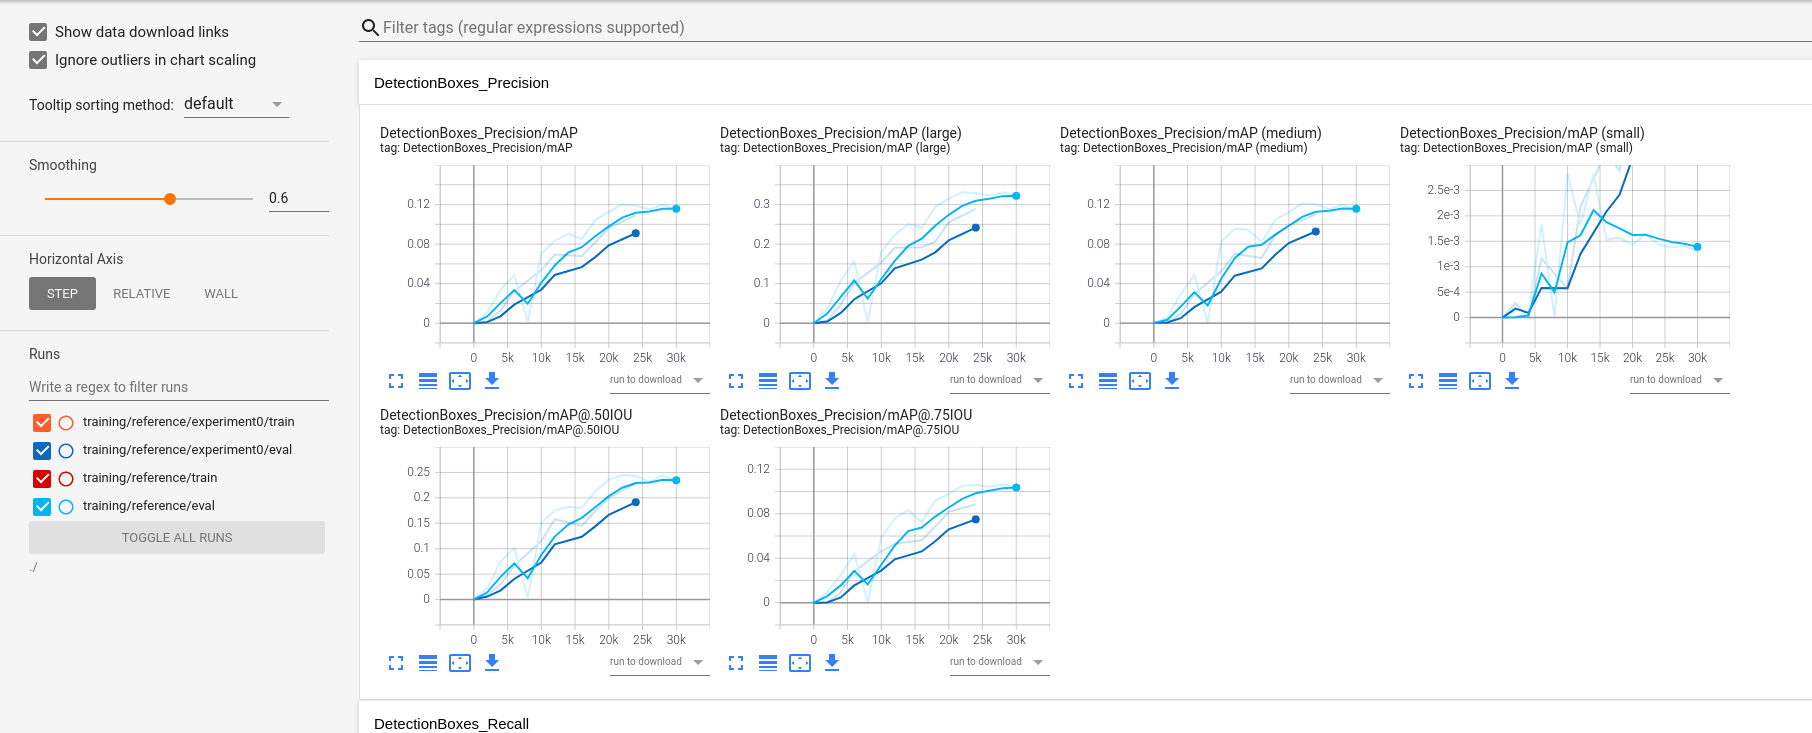 Show data download links
Ignore outliers in chart scaling
Tooltip sorting method: default
Smoothing
0.6
Horizontal Axis
STEP RELATIVE WALL
Runs
Write a regex to filter runs
training/reference/experiment0/train
training/reference/experiment0/eval
training/reference/train
training/reference/eval
TOGGLE ALL RUNS
./
Filter tags (regular expressions supported)
DetectionBoxes_Precision
DetectionBoxes_Precision/mAP
tag: DetectionBoxes_Precision/mAP
0.12
0.08
0.04
0
0 5k 10k 15k 20k 25k 30k
run to download
DetectionBoxes_Precision/mAP (large)
tag: DetectionBoxes_Precision/mAP (large)
0.3
0.2
0.1
0
0 5k 10k 15k 20k 25k 30k
run to download
DetectionBoxes_Precision/mAP (medium)
tag: DetectionBoxes_Precision/mAP (medium)
0.12
0.08
0.04
0
0 5k 10k 15k 20k 25k 30k
run to download
DetectionBoxes_Precision/mAP (small)
tag: DetectionBoxes_Precision/mAP (small)
2.5e-3
2e-3
1.5e-3
1e-3
5e-4
0
0 5k 10k 15k 20k 25k 30k
run to download
DetectionBoxes_Precision/mAP@.50IOU
tag: DetectionBoxes_Precision/mAP@.50IOU
0.25
0.2
0.15
0.1
0.05
0
0 5k 10k 15k 20k 25k 30k
run to download
DetectionBoxes_Precision/mAP@.75IOU
tag: DetectionBoxes_Precision/mAP@.75IOU
0.12
0.08
0.04
0
0 5k 10k 15k 20k 25k 30k
run to download
DetectionBoxes_Recall